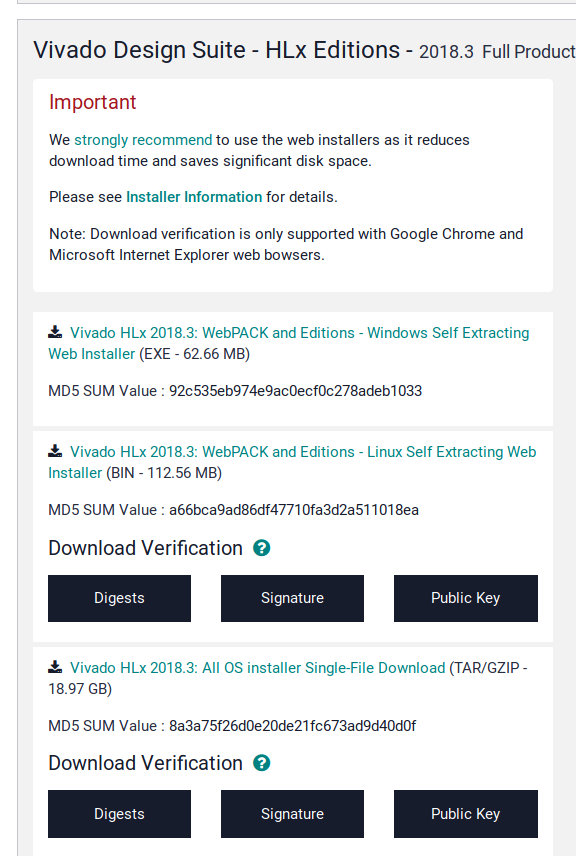 Vivado Design Suite - HLx Editions - 2018.3 Full Product
Important
We strongly recommend to use the web installers as it reduces
download time and saves significant disk space.
Please see Installer Information for details.
Note: Download verification is only supported with Google Chrome and
Microsoft Internet Explorer web bowsers.
Vivado HLx 2018.3: WebPACK and Editions - Windows Self Extracting
Web Installer (EXE - 62.66 MB)
MD5 SUM Value : 92c535eb974e9ac0ecf0c278adeb1033
Vivado HLx 2018.3: WebPACK and Editions - Linux Self Extracting Web
Installer (BIN - 112.56 MB)
MD5 SUM Value : a66bca9ad86df47710fa3d2a511018ea
Download Verification ?
Digests Signature Public Key
Vivado HLx 2018.3: All OS installer Single-File Download (TAR/GZIP -
18.97 GB)
MD5 SUM Value : 8a3a75f26d0e20de21fc673ad9d40d0f
Download Verification ?
Digests Signature Public Key